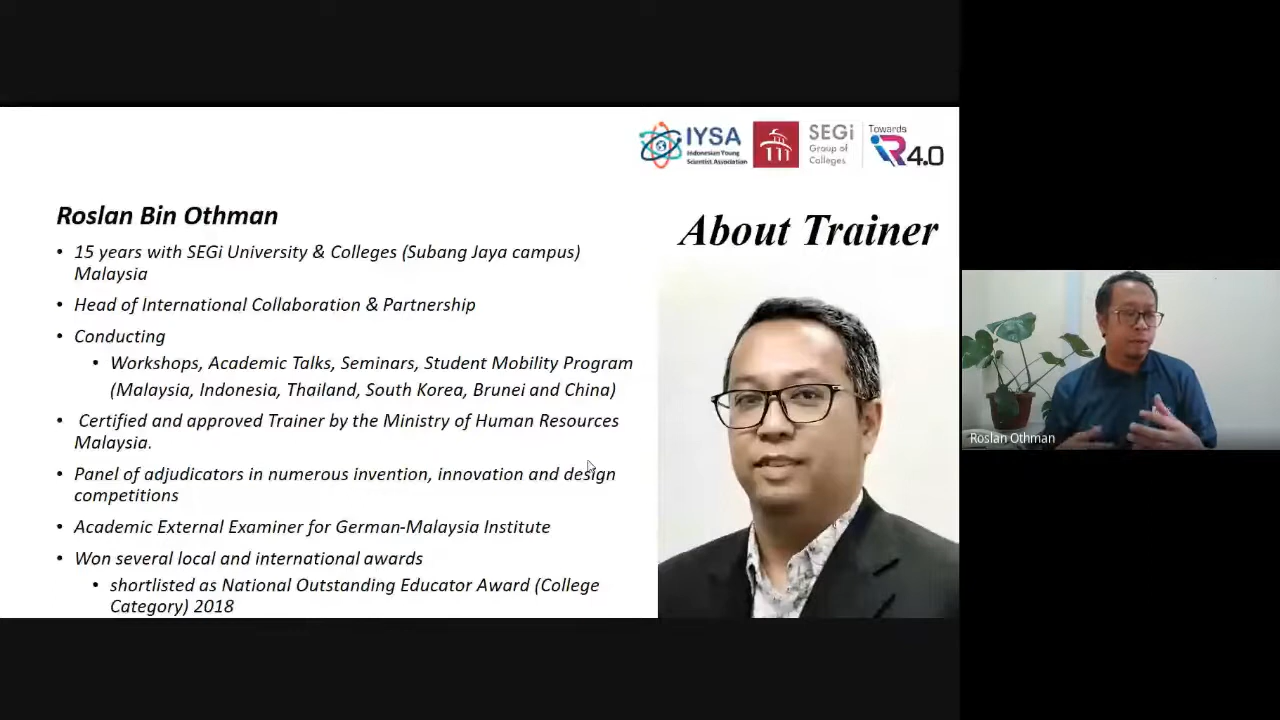 IYSA
Indonesian Young
Scientist Association
SEGi
Group of
Colleges
Towards
iR4.0
Roslan Bin Othman
• 15 years with SEGi University & Colleges (Subang Jaya campus)
Malaysia
• Head of International Collaboration & Partnership
• Conducting
• Workshops, Academic Talks, Seminars, Student Mobility Program
(Malaysia, Indonesia, Thailand, South Korea, Brunei and China)
• Certified and approved Trainer by the Ministry of Human Resources
Malaysia.
• Panel of adjudicators in numerous invention, innovation and design
competitions
• Academic External Examiner for German-Malaysia Institute
• Won several local and international awards
• shortlisted as National Outstanding Educator Award (College
Category) 2018
About Trainer
Roslan Othman